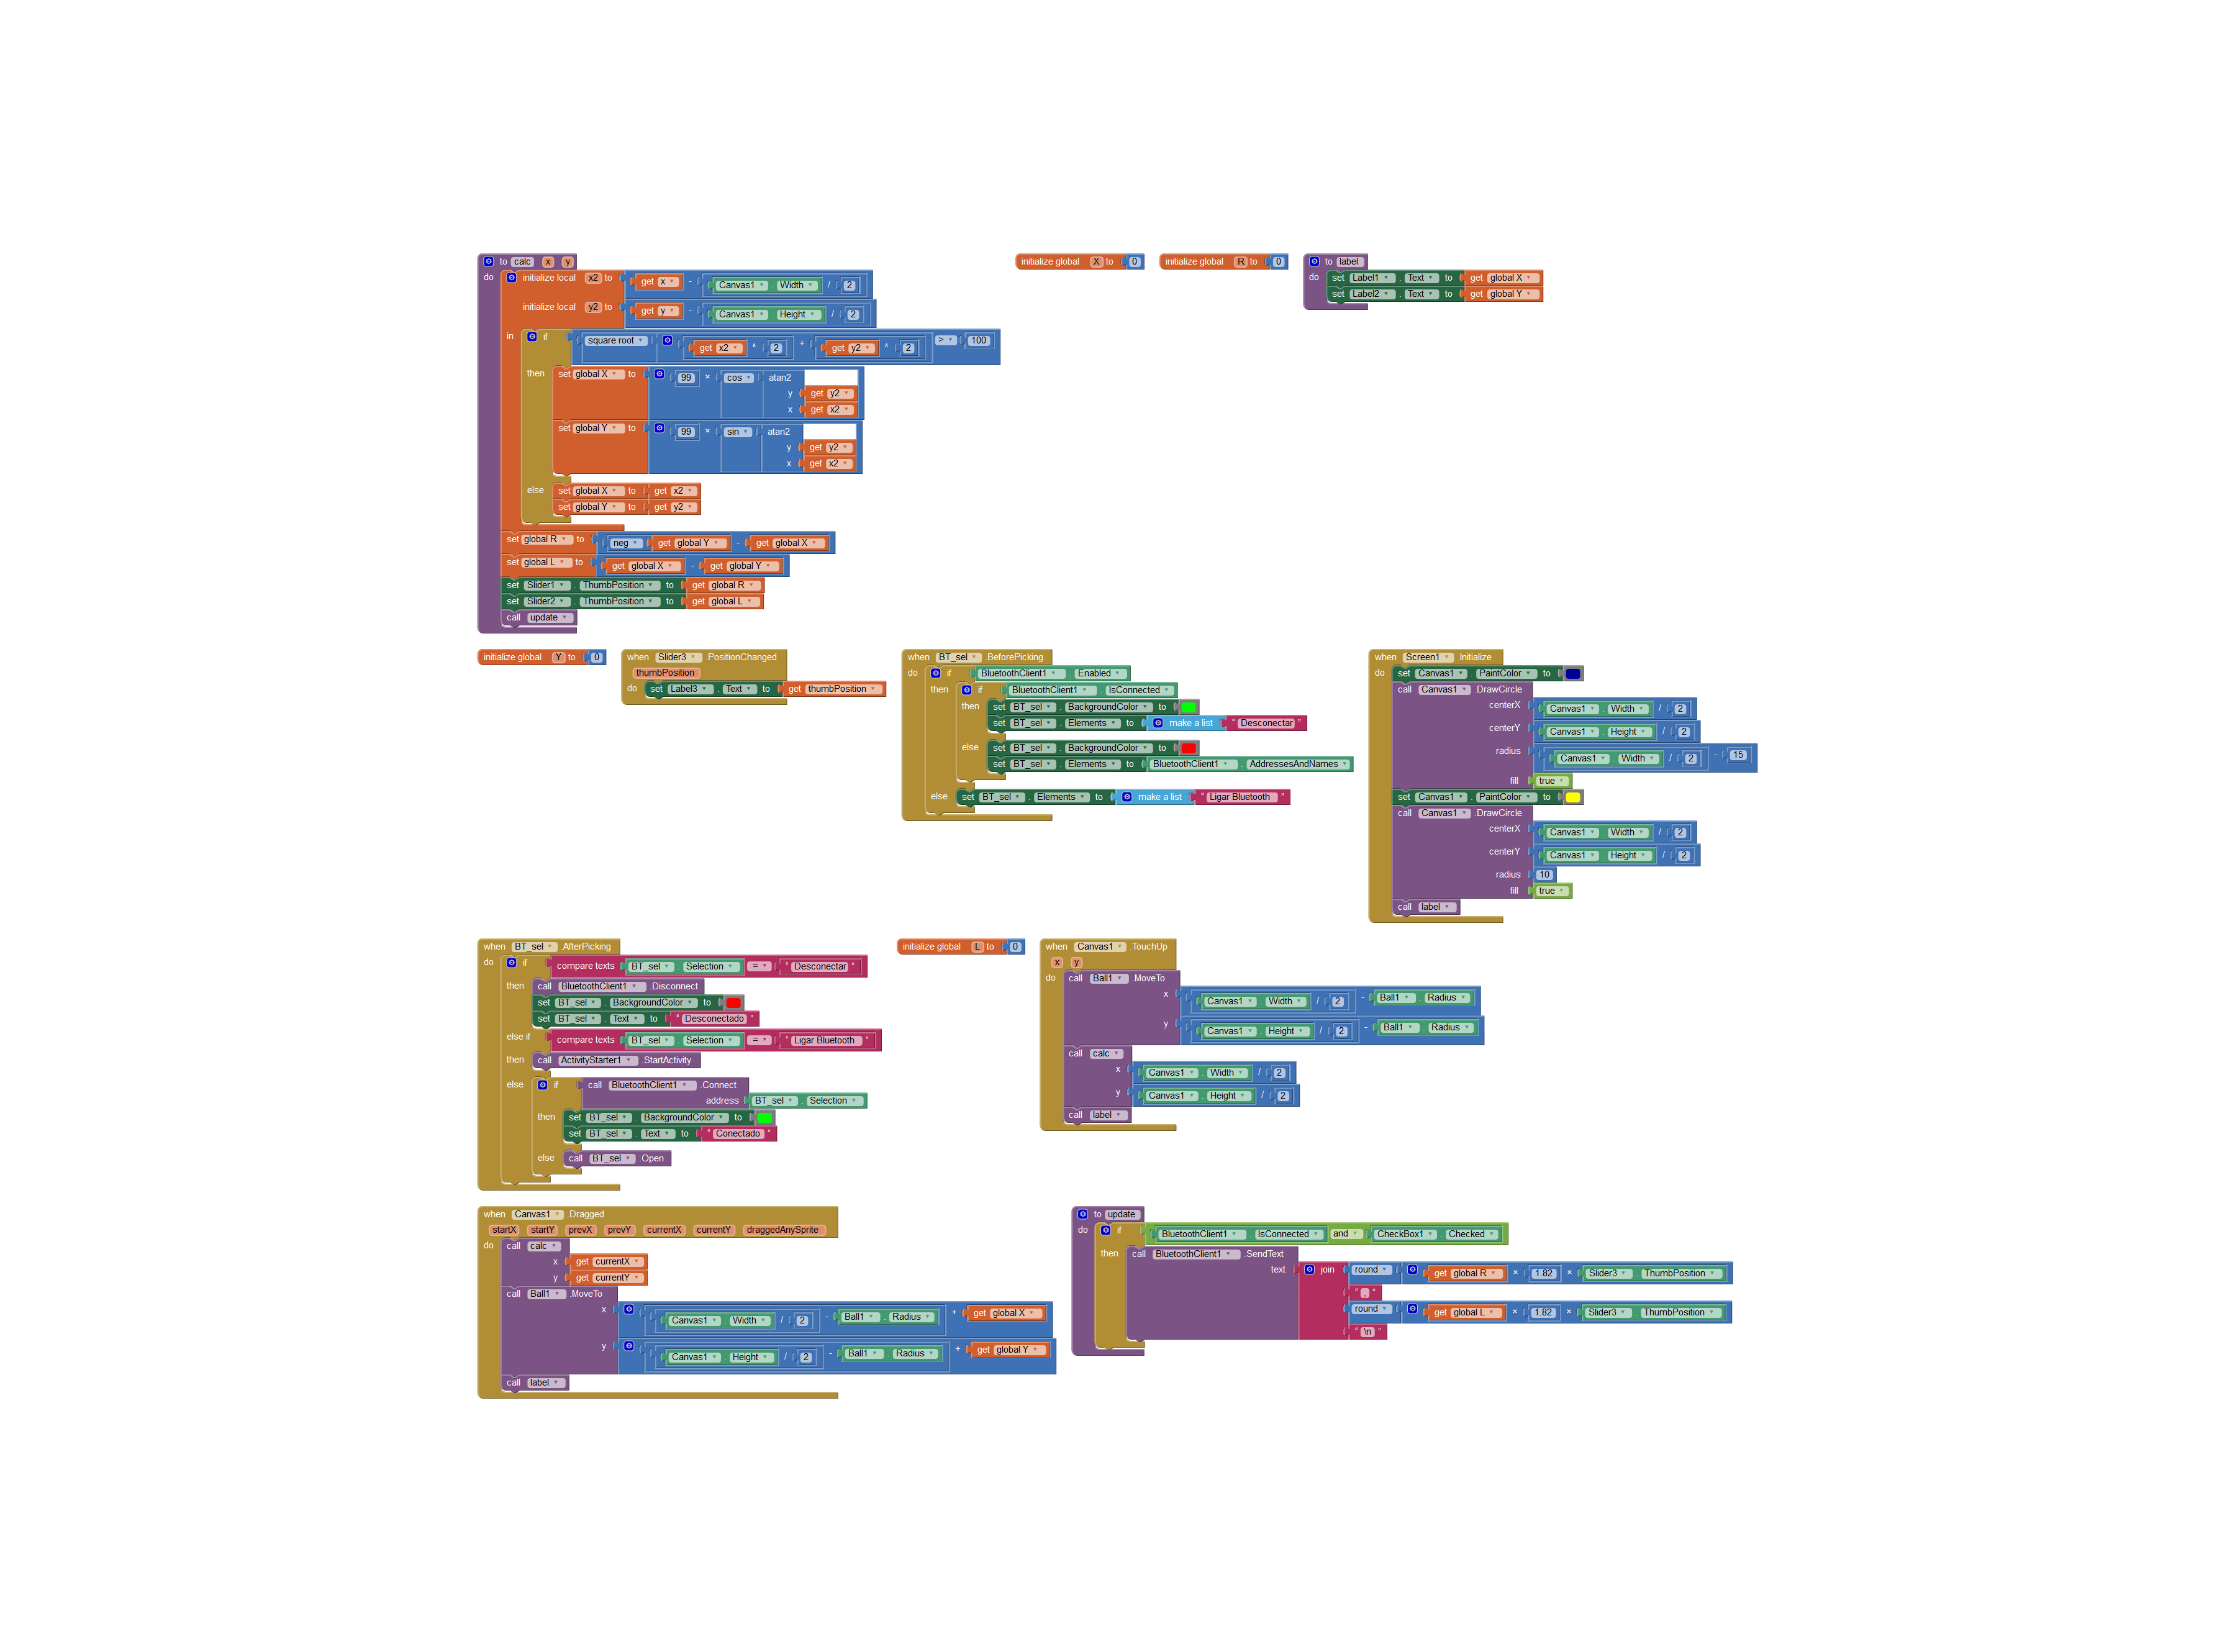 to calc x y
do initialize local x2 to get x - Canvas1 . Width / 2
initialize local y2 to get y - Canvas1 . Height / 2
in if square root get x2 ^ 2 + get y2 ^ 2 > 100
then set global X to 99 × cos atan2
y get y2
x get x2
set global Y to 99 × sin atan2
y get y2
x get x2
else set global X to get x2
set global Y to get y2
set global R to neg get global Y - get global X
set global L to get global X - get global Y
set Slider1 . ThumbPosition to get global R
set Slider2 . ThumbPosition to get global L
call update
initialize global X to 0
initialize global R to 0
to label
do set Label1 . Text to get global X
set Label2 . Text to get global Y
initialize global Y to 0
when Slider3 .PositionChanged
thumbPosition
do set Label3 . Text to get thumbPosition
when BT_sel .BeforePicking
do if BluetoothClient1 . Enabled
then if BluetoothClient1 . IsConnected
then set BT_sel . BackgroundColor to
set BT_sel . Elements to make a list " Desconectar "
else set BT_sel . BackgroundColor to
set BT_sel . Elements to BluetoothClient1 . AddressesAndNames
else set BT_sel . Elements to make a list " Ligar Bluetooth "
when Screen1 .Initialize
do set Canvas1 . PaintColor to
call Canvas1 .DrawCircle
centerX Canvas1 . Width / 2
centerY Canvas1 . Height / 2
radius Canvas1 . Width / 2 - 15
fill true
set Canvas1 . PaintColor to
call Canvas1 .DrawCircle
centerX Canvas1 . Width / 2
centerY Canvas1 . Height / 2
radius 10
fill true
call label
when BT_sel .AfterPicking
do if compare texts BT_sel . Selection = " Desconectar "
then call BluetoothClient1 .Disconnect
set BT_sel . BackgroundColor to
set BT_sel . Text to " Desconectado "
else if compare texts BT_sel . Selection = " Ligar Bluetooth "
then call ActivityStarter1 .StartActivity
else if call BluetoothClient1 .Connect
address BT_sel . Selection
then set BT_sel . BackgroundColor to
set BT_sel . Text to " Conectado "
else call BT_sel .Open
initialize global L to 0
when Canvas1 .TouchUp
x y
do call Ball1 .MoveTo
x Canvas1 . Width / 2 - Ball1 . Radius
y Canvas1 . Height / 2 - Ball1 . Radius
call calc
x Canvas1 . Width / 2
y Canvas1 . Height / 2
call label
when Canvas1 .Dragged
startX startY prevX prevY currentX currentY draggedAnySprite
do call calc
x get currentX
y get currentY
call Ball1 .MoveTo
x Canvas1 . Width / 2 - Ball1 . Radius + get global X
y Canvas1 . Height / 2 - Ball1 . Radius + get global Y
call label
to update
do if BluetoothClient1 . IsConnected and CheckBox1 . Checked
then call BluetoothClient1 .SendText
text join round get global R × 1.82 × Slider3 . ThumbPosition
" , "
round get global L × 1.82 × Slider3 . ThumbPosition
" \n "